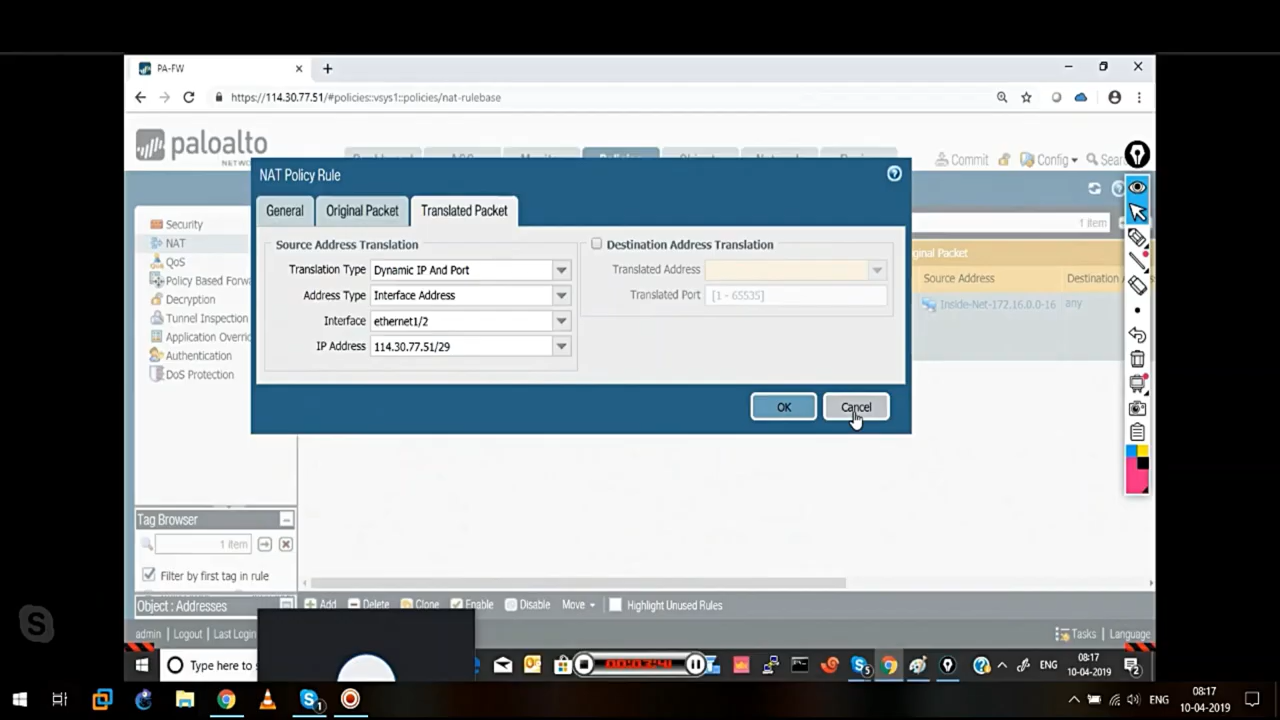 PA-FW
https://114.30.77.51/#policies::vsys1::policies/nat-rulebase
paloalto
Commit
Config
NAT Policy Rule
General
Original Packet
Translated Packet
1 item
Security
NAT
QoS
Policy Based Forwa
Decryption
Tunnel Inspection
Application Overric
Authentication
DoS Protection
Source Address Translation
Translation Type Dynamic IP And Port
Address Type Interface Address
Interface ethernet1/2
IP Address 114.30.77.51/29
Destination Address Translation
Translated Address
Translated Port [1 - 65535]
OK
Cancel
ginal Packet
Source Address
Destination
Inside-Net-172.16.0.0-16
any
Tag Browser
1 item
Filter by first tag in rule
Object : Addresses
Add
Delete
Clone
Enable
Disable
Move
Highlight Unused Rules
admin | Logout | Last Login
Tasks | Language
Type here to s
ENG
08:17
10-04-2019
2
S
ENG
08:17
10-04-2019